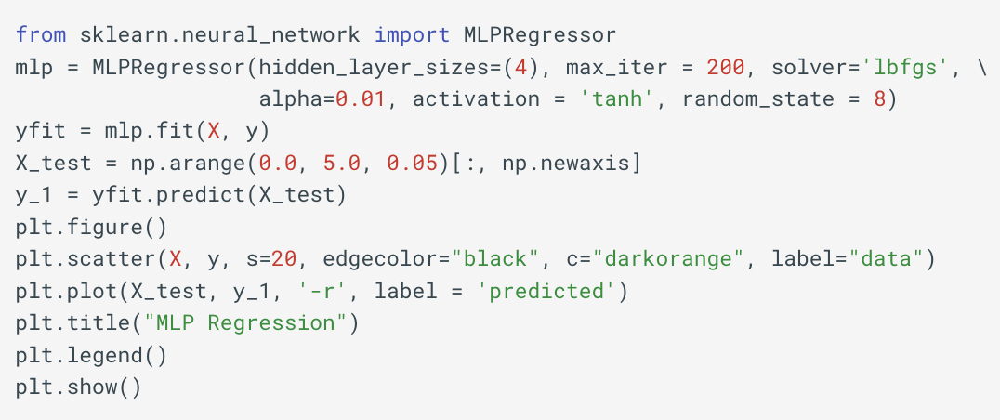 from sklearn.neural_network import MLPRegressor
mlp = MLPRegressor(hidden_layer_sizes=(4), max_iter = 200, solver='lbfgs', \
                   alpha=0.01, activation = 'tanh', random_state = 8)
yfit = mlp.fit(X, y)
X_test = np.arange(0.0, 5.0, 0.05)[:, np.newaxis]
y_1 = yfit.predict(X_test)
plt.figure()
plt.scatter(X, y, s=20, edgecolor="black", c="darkorange", label="data")
plt.plot(X_test, y_1, '-r', label = 'predicted')
plt.title("MLP Regression")
plt.legend()
plt.show()